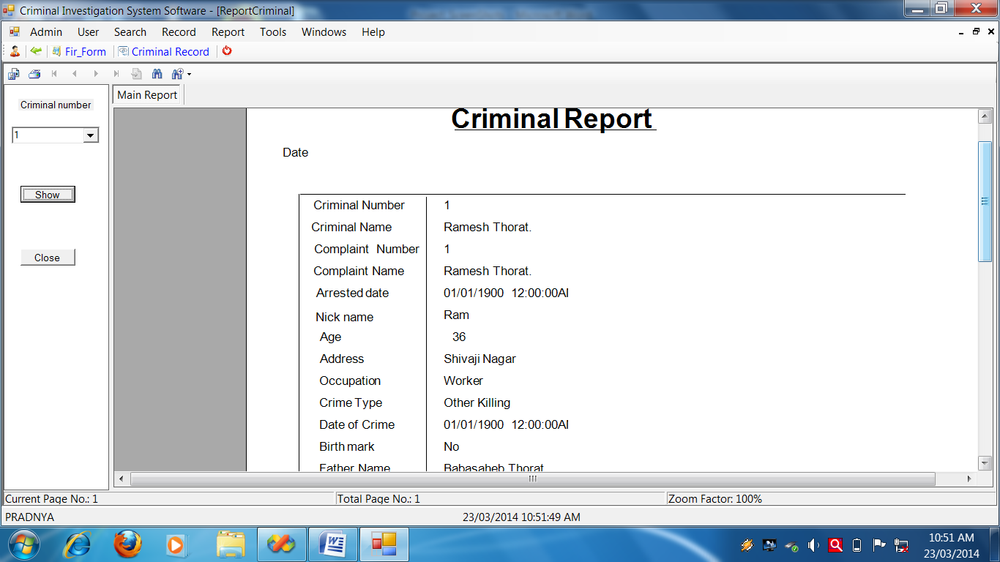 Criminal Investigation System Software - [ReportCriminal]
Admin User Search Record Report Tools Windows Help
Fir_Form Criminal Record
Main Report
Criminal number
1
Show
Close
Criminal Report
Date
Criminal Number 1
Criminal Name Ramesh Thorat.
Complaint Number 1
Complaint Name Ramesh Thorat.
Arrested date 01/01/1900 12:00:00AI
Nick name Ram
Age 36
Address Shivaji Nagar
Occupation Worker
Crime Type Other Killing
Date of Crime 01/01/1900 12:00:00AI
Birth mark No
Father Name Babasaheb Thorat
Current Page No.: 1 Total Page No.: 1 Zoom Factor: 100%
PRADNYA 23/03/2014 10:51:49 AM
10:51 AM
23/03/2014